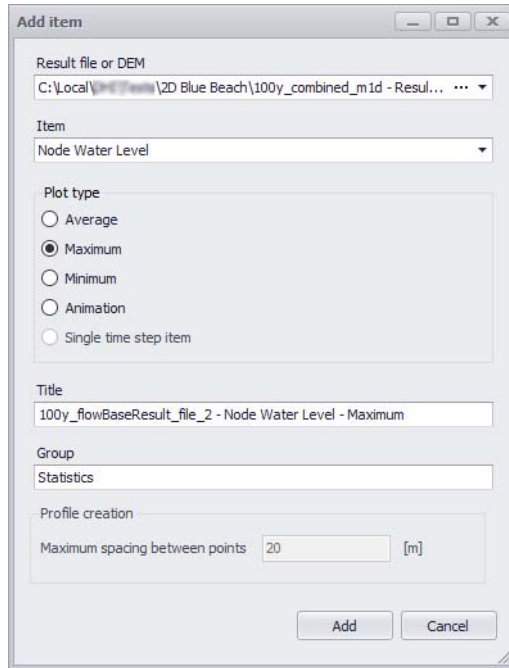 Add item
Result file or DEM
C:\Local\ \2D Blue Beach\100y_combined_m1d - Resul... ···
Item
Node Water Level
Plot type
Average
Maximum
Minimum
Animation
Single time step item
Title
100y_flowBaseResult_file_2 - Node Water Level - Maximum
Group
Statistics
Profile creation
Maximum spacing between points 20 [m]
Add Cancel